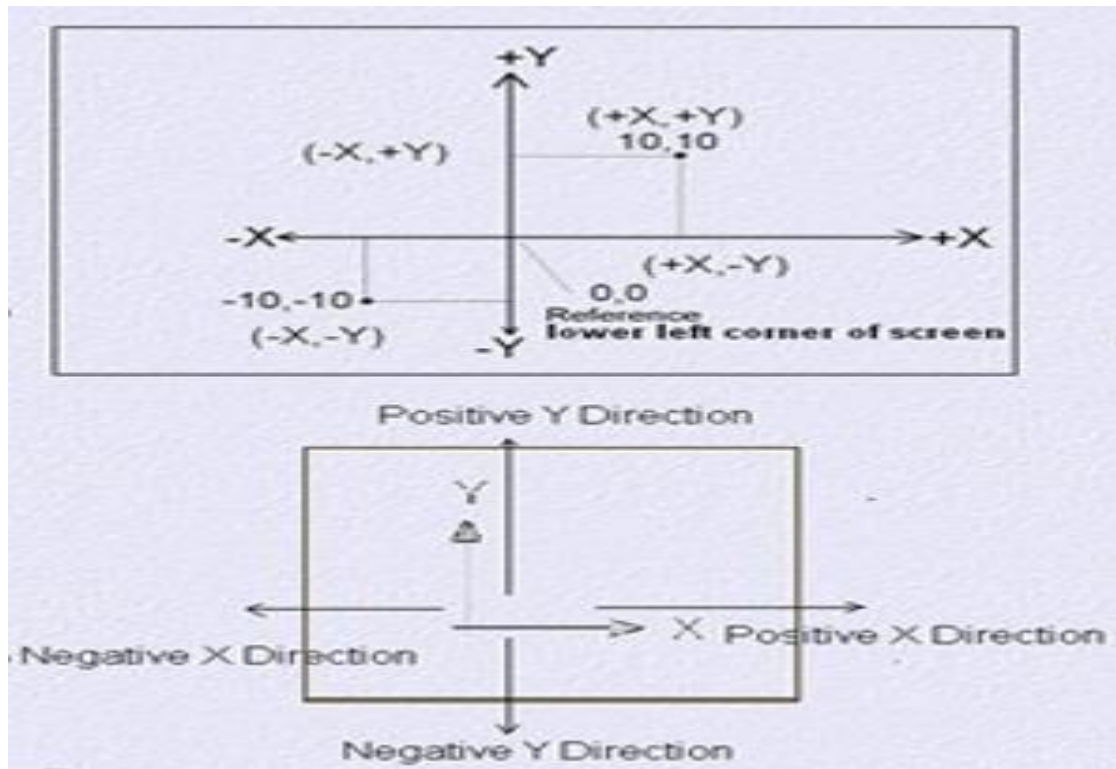 +Y
(+X,+Y)
10,10
(-X,+Y)
-X
+X
(+X,-Y)
-10,-10
0,0
Reference
lower left corner of screen
(-X,-Y)
-Y
Positive Y Direction
Y
X
Positive X Direction
Negative X Direction
Negative Y Direction